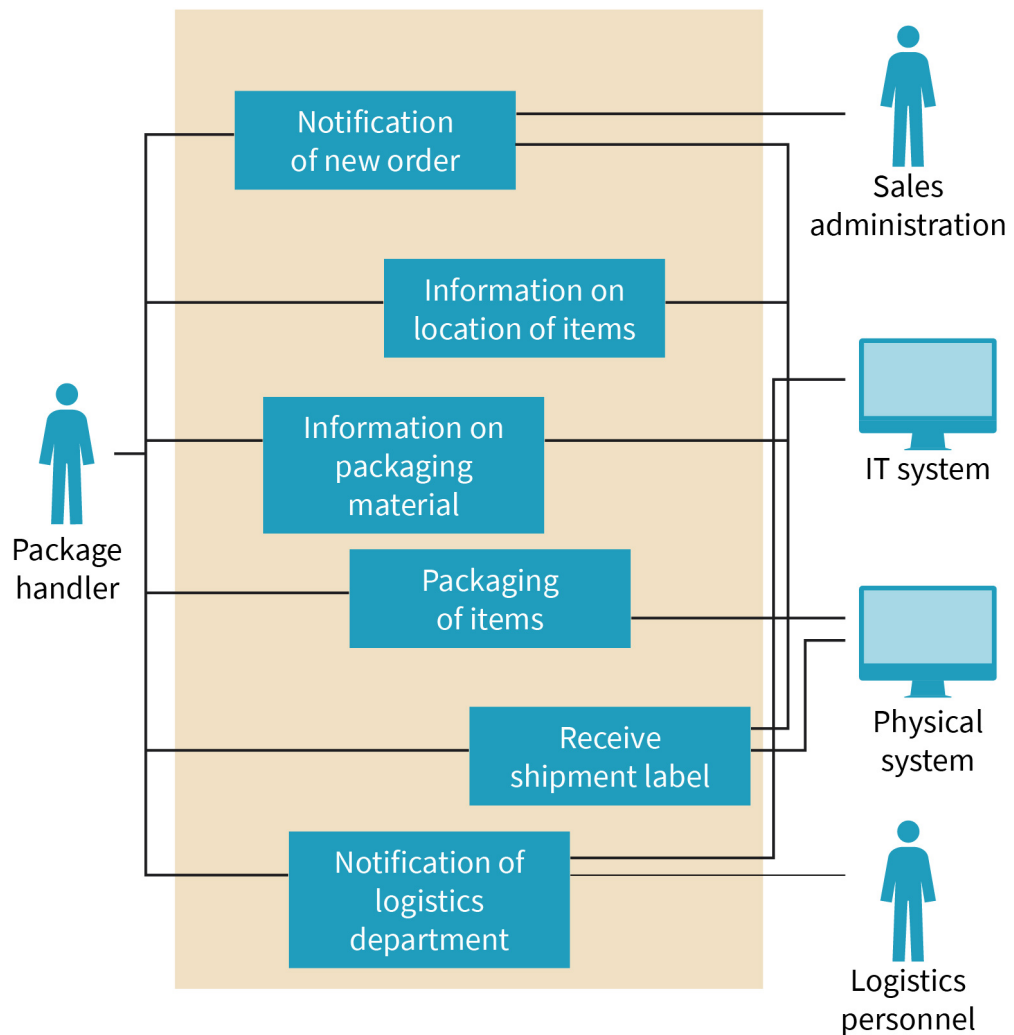 Notification
of new order
Sales
administration
Information on
location of items
IT system
Information on
packaging
material
Package
handler
Packaging
of items
Physical
system
Receive
shipment label
Notification of
logistics
department
Logistics
personnel